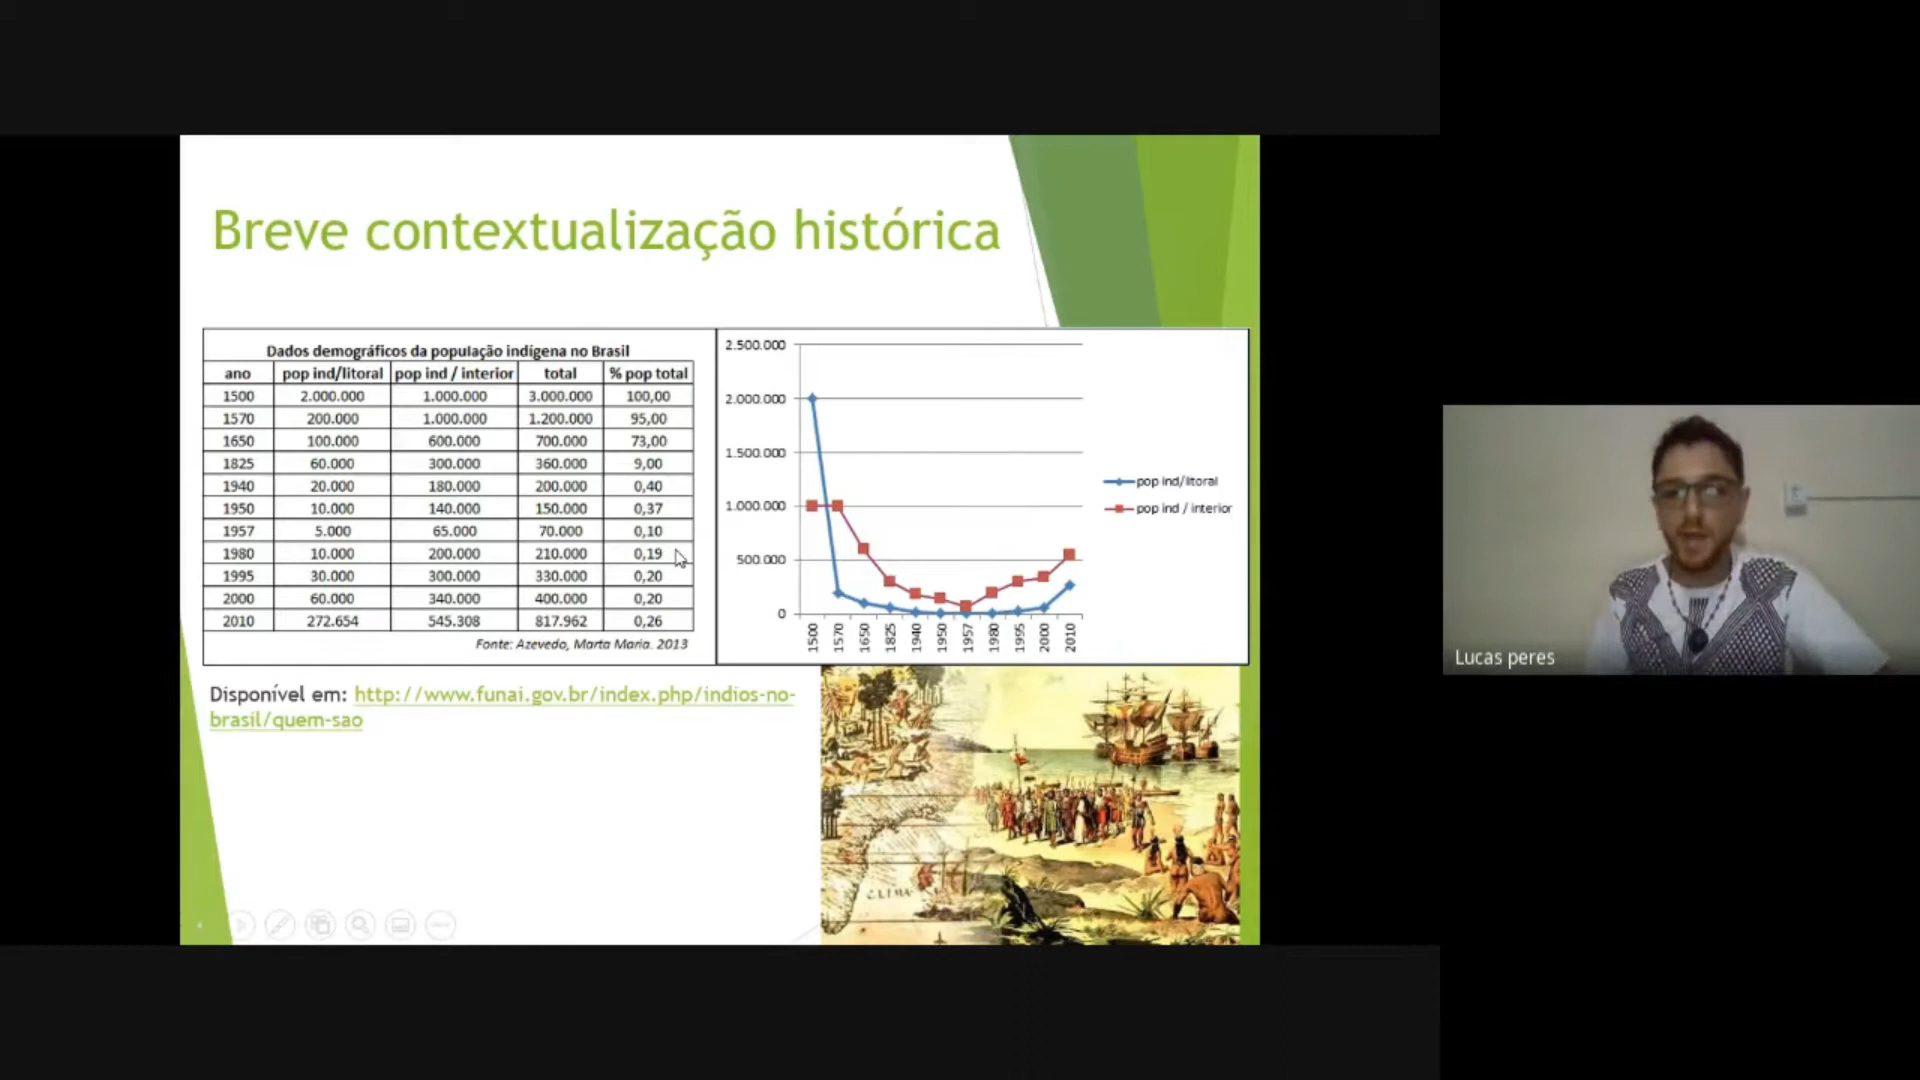 Breve contextualização histórica
Dados demográficos da população indígena no Brasil
ano pop ind/litoral pop ind / interior total % pop total
1500 2.000.000 1.000.000 3.000.000 100,00
1570 200.000 1.000.000 1.200.000 95,00
1650 100.000 600.000 700.000 73,00
1825 60.000 300.000 360.000 9,00
1940 20.000 180.000 200.000 0,40
1950 10.000 140.000 150.000 0,37
1957 5.000 65.000 70.000 0,10
1980 10.000 200.000 210.000 0,19
1995 30.000 300.000 330.000 0,20
2000 60.000 340.000 400.000 0,20
2010 272.654 545.308 817.962 0,26
Fonte: Azevedo, Marta Maria. 2013
2.500.000
2.000.000
1.500.000
1.000.000
500.000
0
1500 1570 1650 1825 1940 1950 1957 1980 1995 2000 2010
pop ind/litoral
pop ind / interior
Disponível em: http://www.funai.gov.br/index.php/indios-no-
brasil/quem-sao
Lucas peres